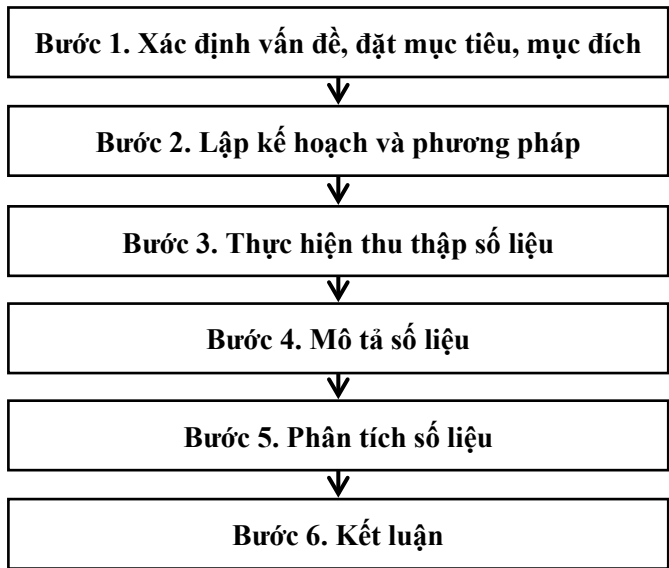 Bước 1. Xác định vấn đề, đặt mục tiêu, mục đích
Bước 2. Lập kế hoạch và phương pháp
Bước 3. Thực hiện thu thập số liệu
Bước 4. Mô tả số liệu
Bước 5. Phân tích số liệu
Bước 6. Kết luận